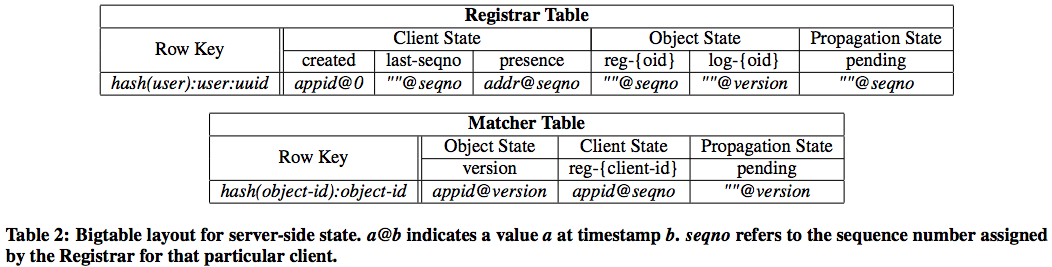 Registrar Table
Row Key Client State Object State Propagation State
created last-seqno presence reg-{oid} log-{oid} pending
hash(user):user:uuid appid@0 ""@seqno addr@seqno ""@seqno ""@version ""@seqno
Matcher Table
Row Key Object State Client State Propagation State
version reg-{client-id} pending
hash(object-id):object-id appid@version appid@seqno ""@version
Table 2: Bigtable layout for server-side state. a@b indicates a value a at timestamp b. seqno refers to the sequence number assigned
by the Registrar for that particular client.